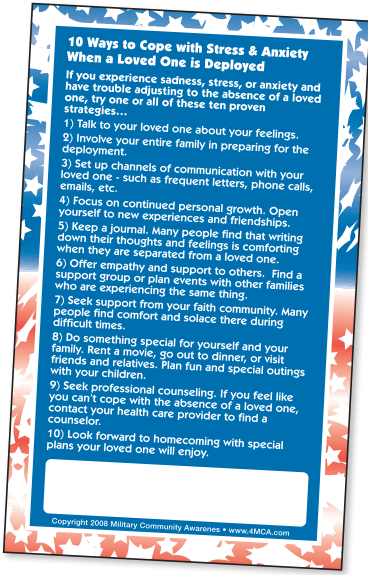 10 Ways to Cope with Stress & Anxiety
When a Loved One is Deployed
If you experience sadness, stress, or anxiety and
have trouble adjusting to the absence of a loved
one, try one or all of these ten proven
strategies...
1) Talk to your loved one about your feelings.
2) Involve your entire family in preparing for the
deployment.
3) Set up channels of communication with your
loved one - such as frequent letters, phone calls,
emails, etc.
4) Focus on continued personal growth. Open
yourself to new experiences and friendships.
5) Keep a journal. Many people find that writing
down their thoughts and feelings is comforting
when they are separated from a loved one.
6) Offer empathy and support to others. Find a
support group or plan events with other families
who are experiencing the same thing.
7) Seek support from your faith community. Many
people find comfort and solace there during
difficult times.
8) Do something special for yourself and your
family. Rent a movie, go out to dinner, or visit
friends and relatives. Plan fun and special outings
with your children.
9) Seek professional counseling. If you feel like
you can't cope with the absence of a loved one,
contact your health care provider to find a
counselor.
10) Look forward to homecoming with special
plans your loved one will enjoy.
Copyright 2008 Military Community Awarenes • www.4MCA.com